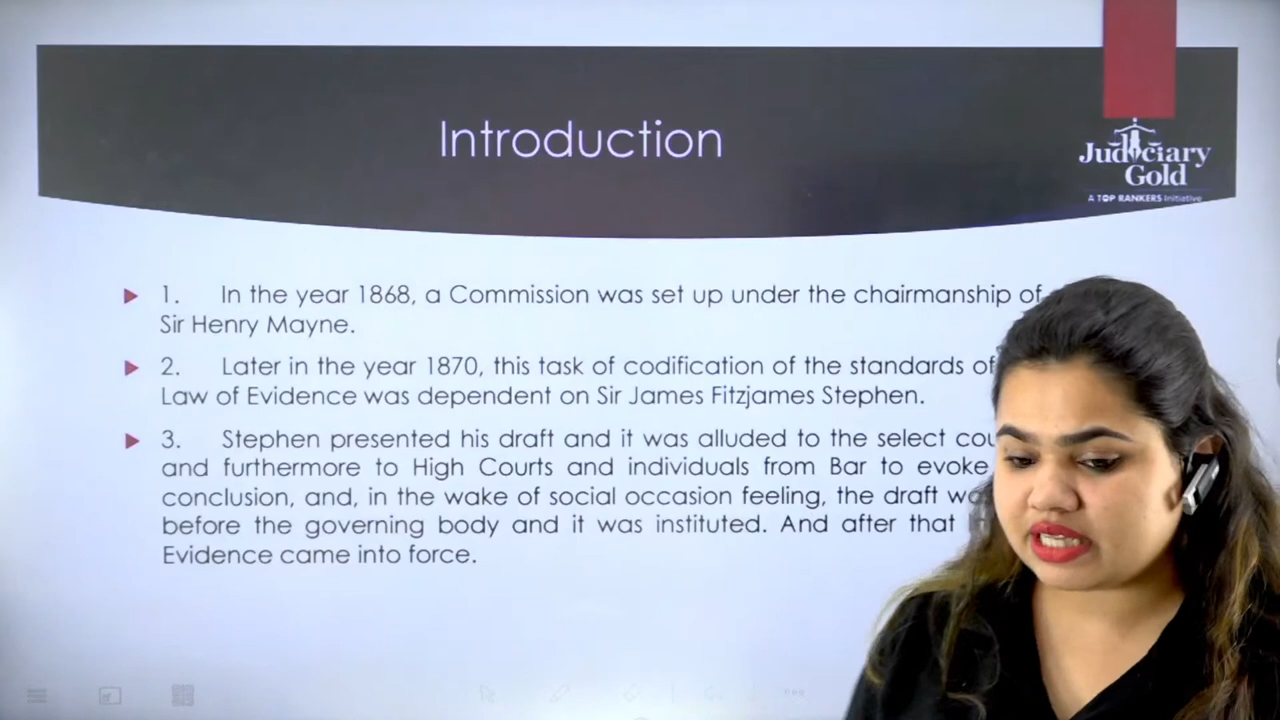 Introduction
Judiciary
Gold
A TOP RANKERS Initiative
1. In the year 1868, a Commission was set up under the chairmanship of
Sir Henry Mayne.
2. Later in the year 1870, this task of codification of the standards of
Law of Evidence was dependent on Sir James Fitzjames Stephen.
3. Stephen presented his draft and it was alluded to the select
and furthermore to High Courts and individuals from Bar to evoke
conclusion, and, in the wake of social occasion feeling, the draft
before the governing body and it was instituted. And after that
Evidence came into force.